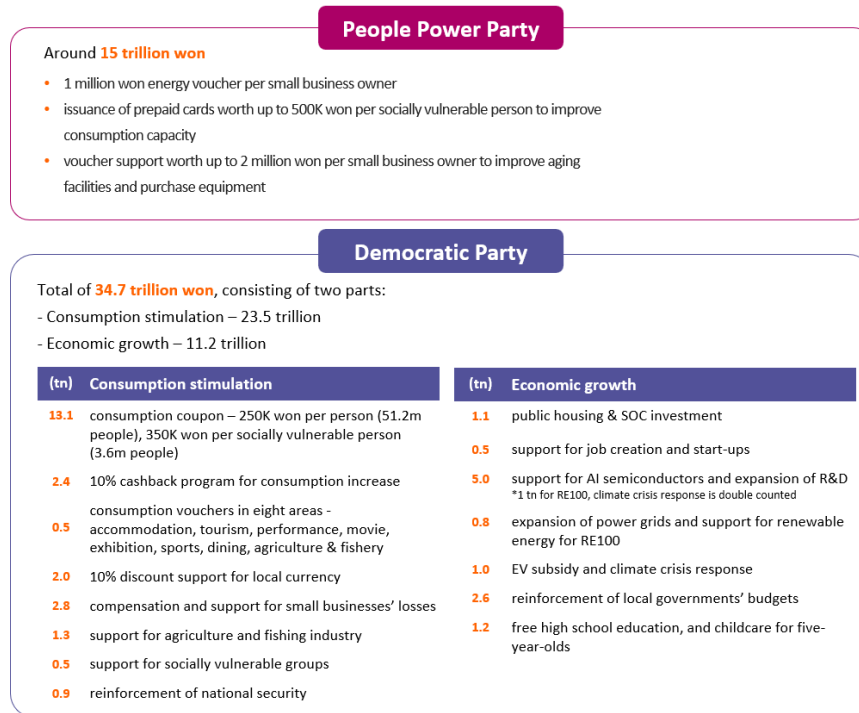 People Power Party
Around 15 trillion won
• 1 million won energy voucher per small business owner
• issuance of prepaid cards worth up to 500K won per socially vulnerable person to improve
consumption capacity
• voucher support worth up to 2 million won per small business owner to improve aging
facilities and purchase equipment
Democratic Party
Total of 34.7 trillion won, consisting of two parts:
- Consumption stimulation – 23.5 trillion
- Economic growth – 11.2 trillion
(tn) Consumption stimulation
13.1 consumption coupon – 250K won per person (51.2m
people), 350K won per socially vulnerable person
(3.6m people)
2.4 10% cashback program for consumption increase
consumption vouchers in eight areas -
0.5 accommodation, tourism, performance, movie,
exhibition, sports, dining, agriculture & fishery
2.0 10% discount support for local currency
2.8 compensation and support for small businesses' losses
1.3 support for agriculture and fishing industry
0.5 support for socially vulnerable groups
0.9 reinforcement of national security
(tn) Economic growth
1.1 public housing & SOC investment
0.5 support for job creation and start-ups
5.0 support for AI semiconductors and expansion of R&D
*1 tn for RE100, climate crisis response is double counted
0.8 expansion of power grids and support for renewable
energy for RE100
1.0 EV subsidy and climate crisis response
2.6 reinforcement of local governments' budgets
1.2 free high school education, and childcare for five-
year-olds